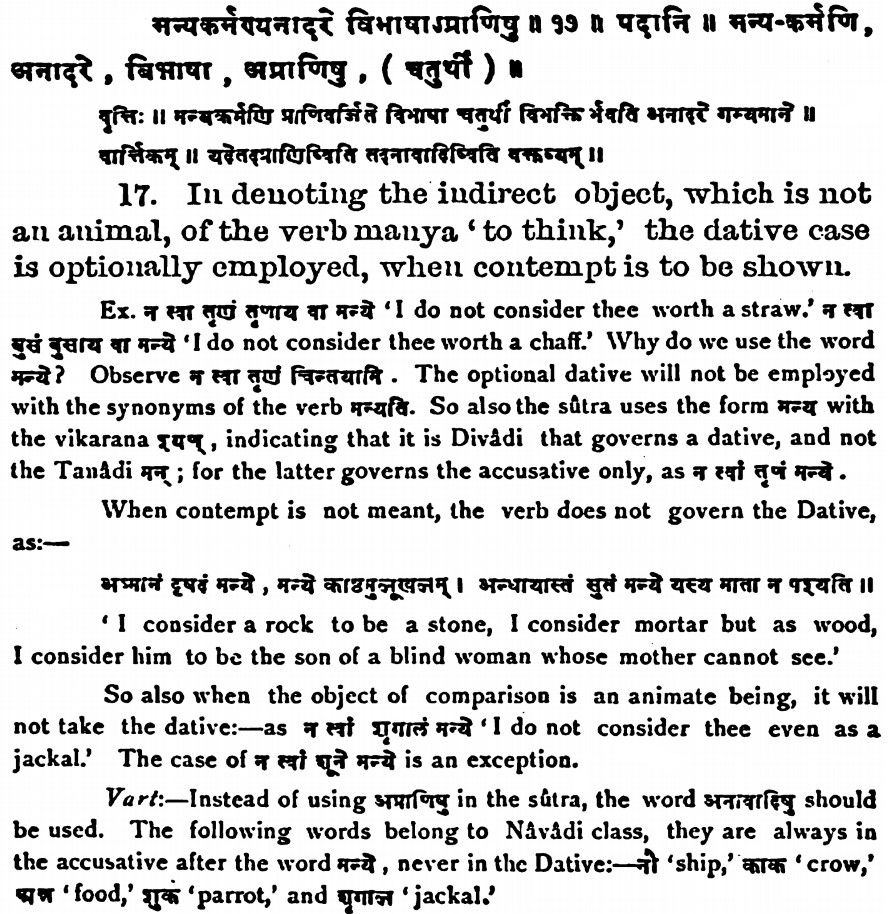 मन्यकर्मण्यनादरे विभाषाऽप्राणिषु ॥ १७ ॥ पदानि ॥ मन्य-कर्मणि,
अनादरे, विभाषा, अप्राणिषु, (चतुर्थी) ॥
वृत्तिः ॥ मन्यकर्मणि प्राणिवर्जिते विभाषा चतुर्थी विभक्ति र्भवति अनादरे गम्यमाने ॥
वार्त्तिकम् ॥ यदेतदप्राणिष्विति तदनावादिष्विति वक्तव्यम् ॥
17. In denoting the indirect object, which is not
an animal, of the verb manya ‘to think,’ the dative case
is optionally employed, when contempt is to be shown.
Ex. न त्वा तृणं तृणाय वा मन्ये ‘I do not consider thee worth a straw.’ न त्वा
बुसं बुसाय वा मन्ये ‘I do not consider thee worth a chaff.’ Why do we use the word
मन्ये? Observe न त्वा तृणं चिन्तयामि. The optional dative will not be employed
with the synonyms of the verb मन्यति. So also the sûtra uses the form मन्य with
the vikarana श्यण्, indicating that it is Divâdi that governs a dative, and not
the Tanâdi मन्; for the latter governs the accusative only, as न त्वां तृणं मन्वे.
When contempt is not meant, the verb does not govern the Dative,
as:—
अश्मानं दृषदं मन्ये, मन्ये काष्ठमुलूखलम्। अन्धायास्तं सुतं मन्ये यस्य माता न पश्यति॥
‘I consider a rock to be a stone, I consider mortar but as wood,
I consider him to be the son of a blind woman whose mother cannot see.’
So also when the object of comparison is an animate being, it will
not take the dative:—as न त्वां शृगालं मन्ये ‘I do not consider thee even as a
jackal.’ The case of न त्वां शूने मन्ये is an exception.
Vart:—Instead of using अप्राणिषु in the sûtra, the word अनावादिषु should
be used. The following words belong to Nâvâdi class, they are always in
the accusative after the word मन्ये, never in the Dative:—नौ ‘ship,’ काक ‘crow,’
अन्न ‘food,’ शुक ‘parrot,’ and शृगाल ‘jackal.’